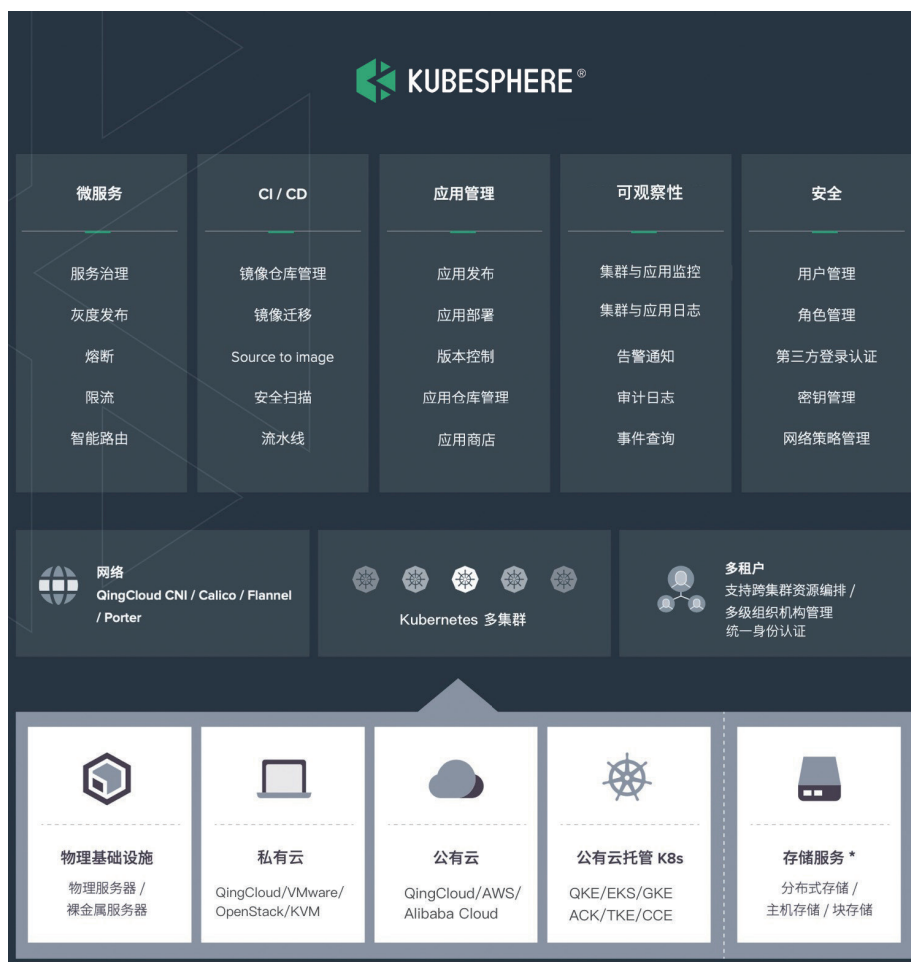 KUBESPHERE®
微服务
服务治理
灰度发布
熔断
限流
智能路由
CI / CD
镜像仓库管理
镜像迁移
Source to image
安全扫描
流水线
应用管理
应用发布
应用部署
版本控制
应用仓库管理
应用商店
可观察性
集群与应用监控
集群与应用日志
告警通知
审计日志
事件查询
安全
用户管理
角色管理
第三方登录认证
密钥管理
网络策略管理
网络
QingCloud CNI / Calico / Flannel
/ Porter
Kubernetes 多集群
多租户
支持跨集群资源编排 /
多级组织机构管理
统一身份认证
物理基础设施
物理服务器 /
裸金属服务器
私有云
QingCloud/VMware/
OpenStack/KVM
公有云
QingCloud/AWS/
Alibaba Cloud
公有云托管 K8s
QKE/EKS/GKE
ACK/TKE/CCE
存储服务 *
分布式存储 /
主机存储 / 块存储